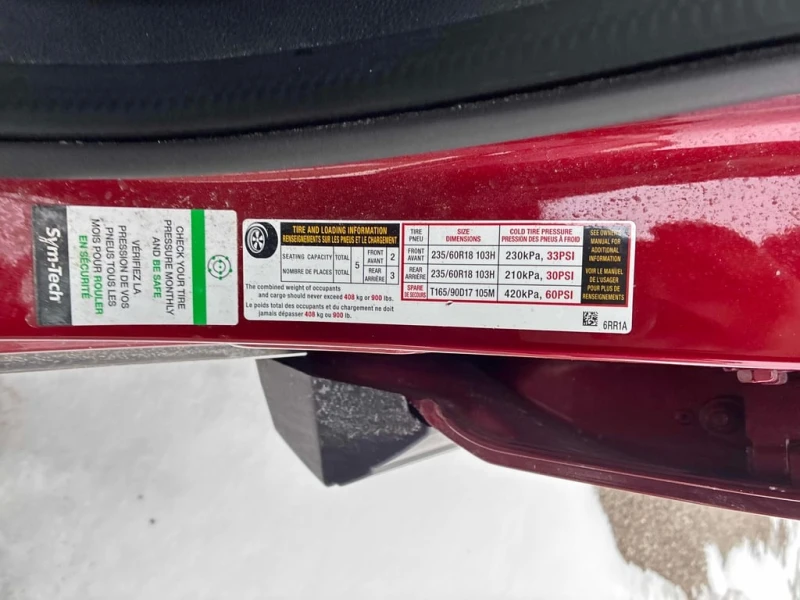 Sym-Tech
CHECK YOUR TIRE
PRESSURE MONTHLY
AND BE SAFE
VÉRIFIEZ LA
PRESSION DE VOS
PNEUS TOUS LES
MOIS POUR ROULER
EN SÉCURITÉ
TIRE AND LOADING INFORMATION
RENSEIGNEMENTS SUR LES PNEUS ET LE CHARGEMENT
SEATING CAPACITY TOTAL
NOMBRE DE PLACES TOTAL
5
FRONT
AVANT
2
REAR
ARRIÈRE
3
The combined weight of occupants
and cargo should never exceed 408 kg or 900 lbs.
Le poids total des occupants et du chargement ne doit
jamais dépasser 408 kg ou 900 lb.
TIRE
PNEU
SIZE
DIMENSIONS
COLD TIRE PRESSURE
PRESSION DES PNEUS À FROID
FRONT
AVANT
235/60R18 103H
230kPa, 33PSI
REAR
ARRIÈRE
235/60R18 103H
210kPa, 30PSI
SPARE
DE SECOURS
T165/90D17 105M
420kPa, 60PSI
SEE OWNER'S
MANUAL FOR
ADDITIONAL
INFORMATION
VOIR LE MANUEL
DE L'USAGER
POUR PLUS DE
RENSEIGNEMENTS
6RR1A